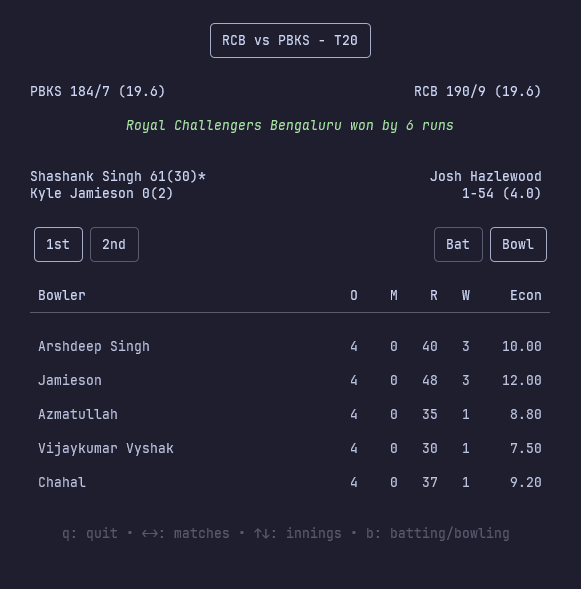 RCB vs PBKS - T20
PBKS 184/7 (19.6) RCB 190/9 (19.6)
Royal Challengers Bengaluru won by 6 runs
Shashank Singh 61(30)* Josh Hazlewood
Kyle Jamieson 0(2) 1-54 (4.0)
1st 2nd Bat Bowl
Bowler O M R W Econ
Arshdeep Singh 4 0 40 3 10.00
Jamieson 4 0 48 3 12.00
Azmatullah 4 0 35 1 8.80
Vijaykumar Vyshak 4 0 30 1 7.50
Chahal 4 0 37 1 9.20
q: quit • ↔: matches • ↑↓: innings • b: batting/bowling